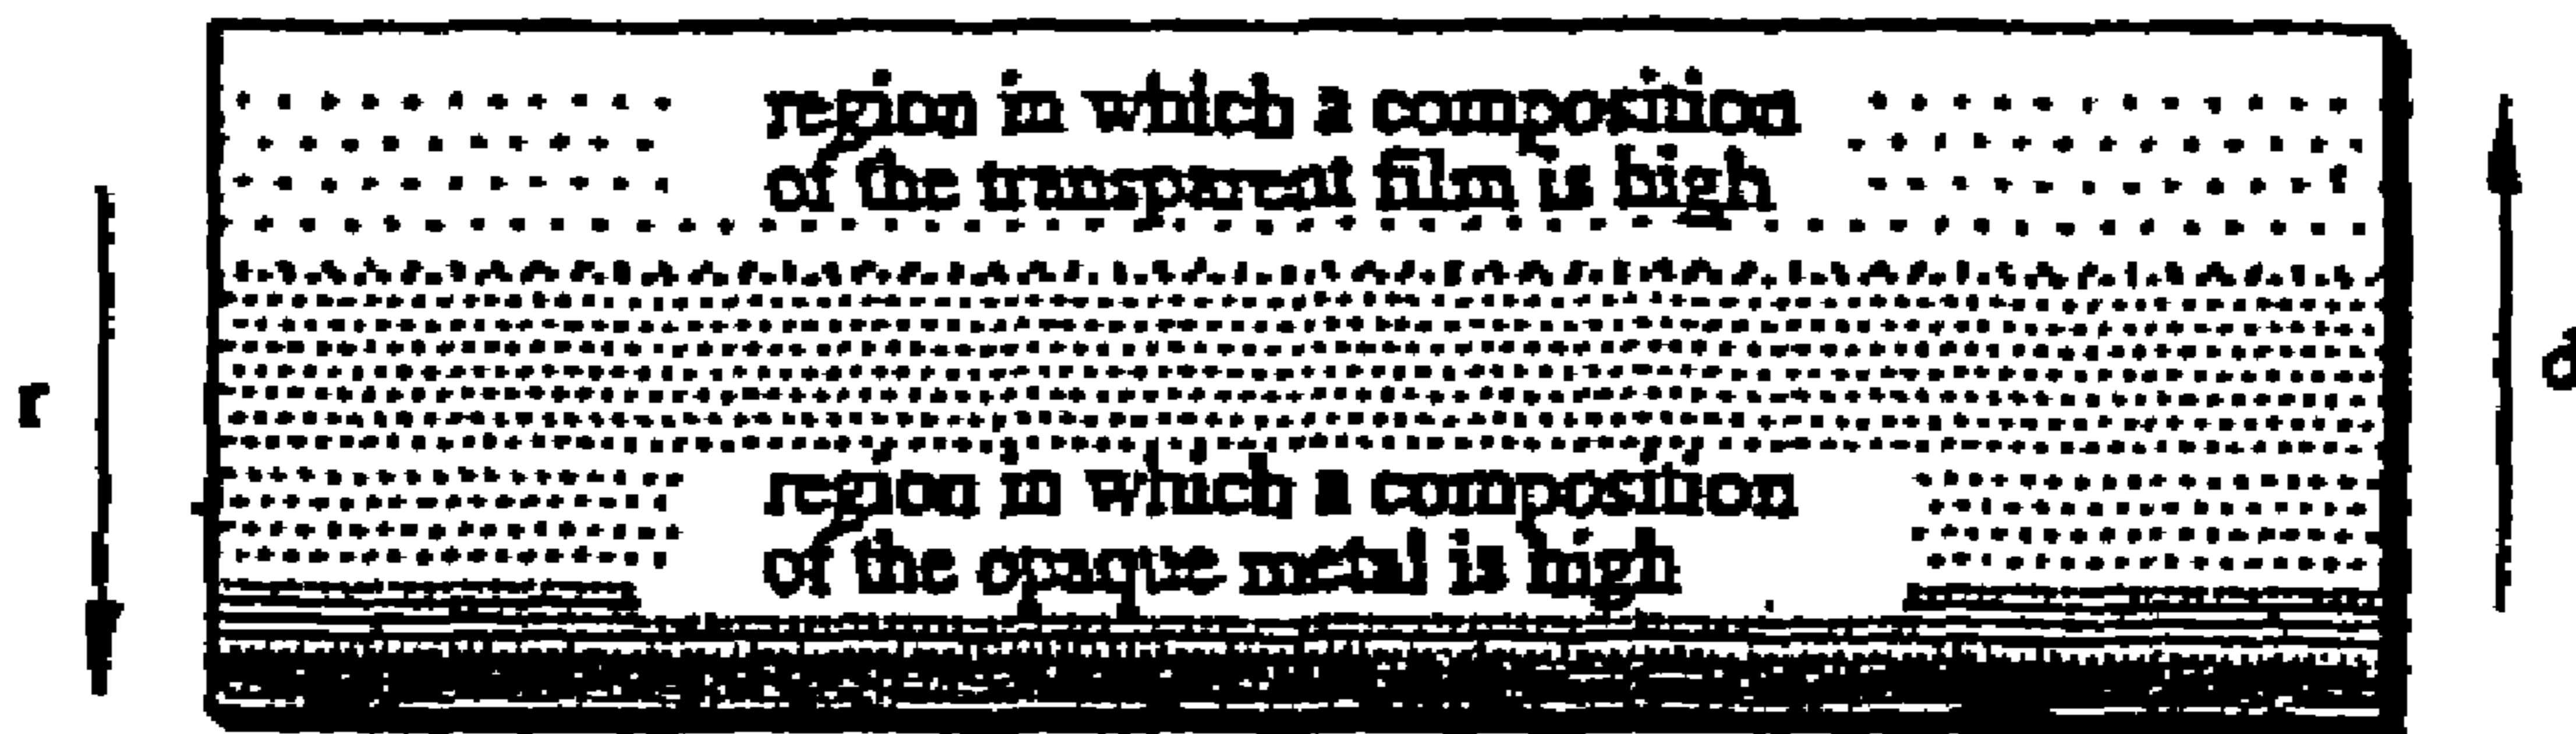 region in which a composition
of the transparent film is high
r
d
region in which a composition
of the opaque metal is high